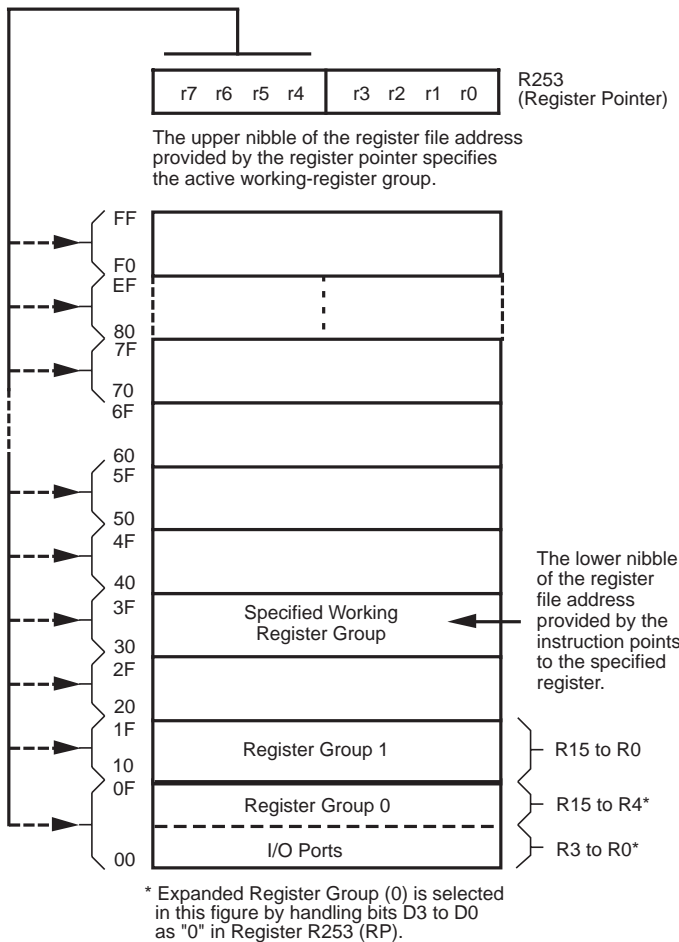 r7 r6 r5 r4 r3 r2 r1 r0
R253
(Register Pointer)
The upper nibble of the register file address
provided by the register pointer specifies
the active working-register group.
FF
F0
EF
80
7F
70
6F
60
5F
50
4F
40
3F
30
2F
20
1F
10
0F
00
Specified Working
Register Group
The lower nibble
of the register
file address
provided by the
instruction points
to the specified
register.
Register Group 1
R15 to R0
Register Group 0
R15 to R4*
I/O Ports
R3 to R0*
* Expanded Register Group (0) is selected
in this figure by handling bits D3 to D0
as "0" in Register R253 (RP).